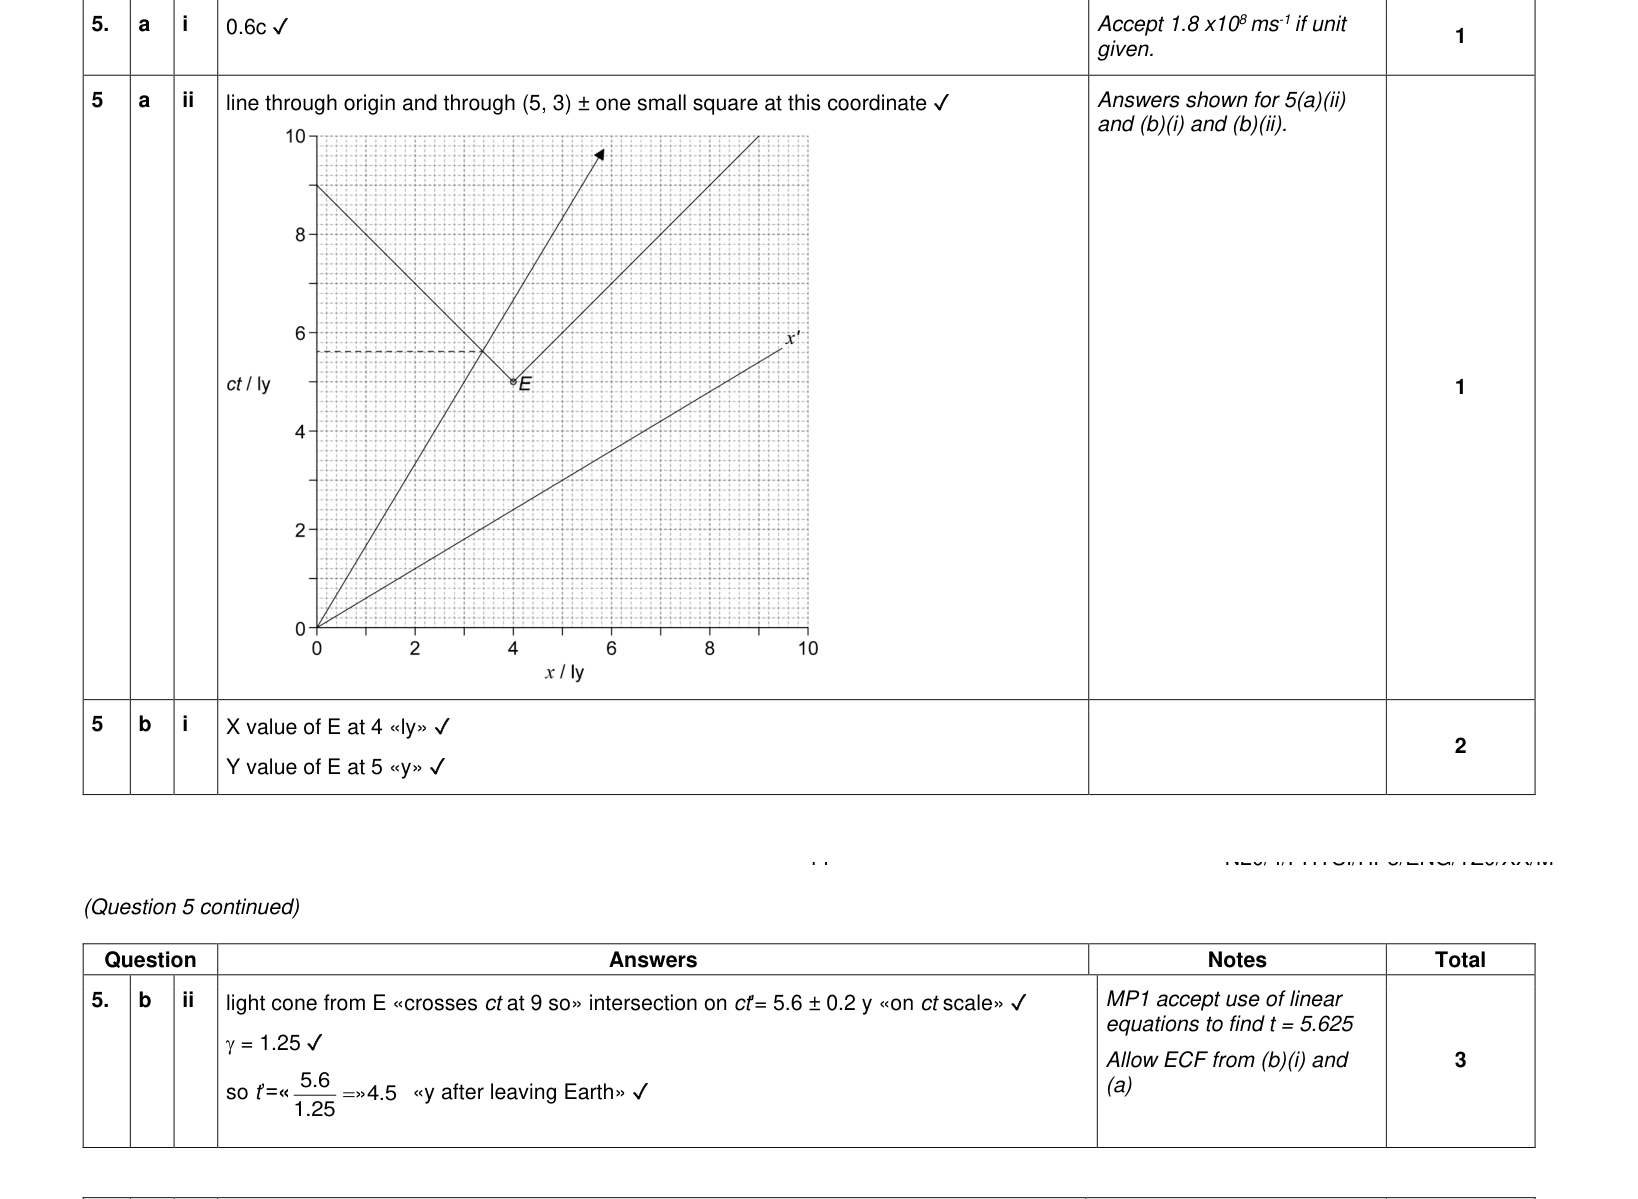 5. a i 0.6c ✓ Accept 1.8 x10⁸ ms⁻¹ if unit
given.
1
5 a ii line through origin and through (5, 3) ± one small square at this coordinate ✓ Answers shown for 5(a)(ii)
and (b)(i) and (b)(ii).
10
8
6
x'
ct / ly
E
1
4
2
0
0 2 4 6 8 10
x / ly
5 b i X value of E at 4 «ly» ✓
2
Y value of E at 5 «y» ✓
(Question 5 continued)
Question Answers Notes Total
5. b ii light cone from E «crosses ct at 9 so» intersection on ct'= 5.6 ± 0.2 y «on ct scale» ✓ MP1 accept use of linear
equations to find t = 5.625
γ = 1.25 ✓
Allow ECF from (b)(i) and
(a)
3
so t'=« 5.6/1.25 =»4.5 «y after leaving Earth» ✓